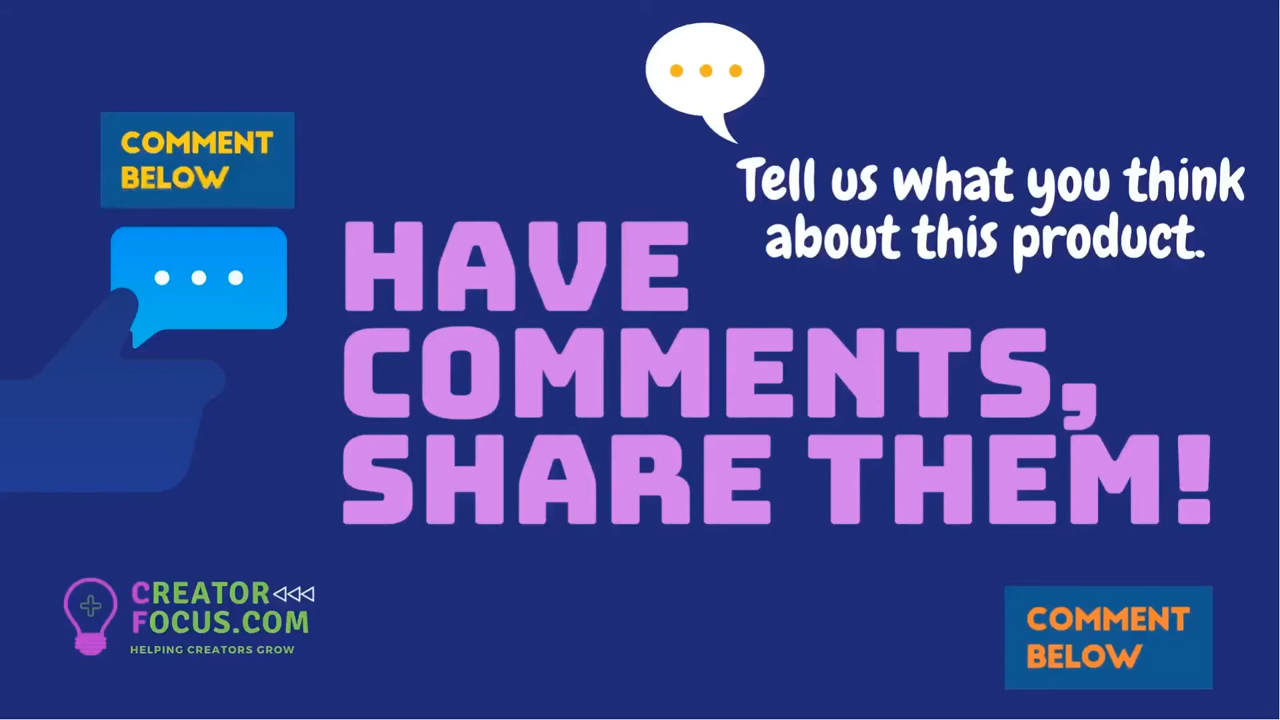 COMMENT
BELOW
Tell us what you think
about this product.
HAVE
COMMENTS,
SHARE THEM!
CREATOR
FOCUS.COM
HELPING CREATORS GROW
COMMENT
BELOW